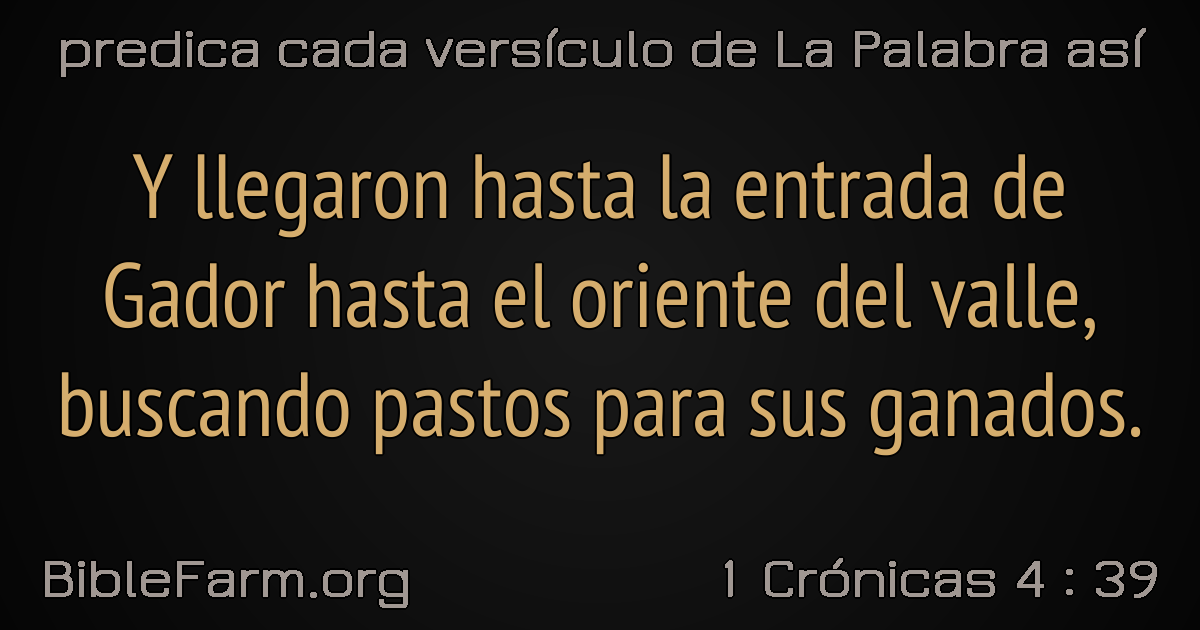 predica cada versículo de La Palabra así
Y llegaron hasta la entrada de
Gador hasta el oriente del valle,
buscando pastos para sus ganados.
BibleFarm.org
1 Crónicas 4 : 39